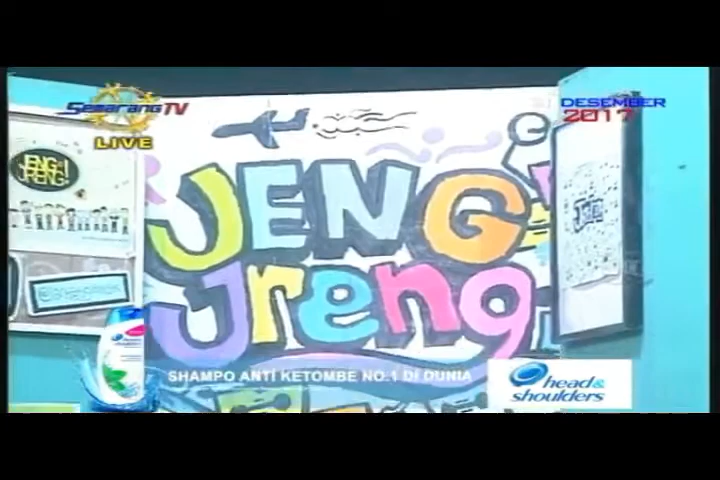 SemarangTV
LIVE
DESEMBER
2017
JENG
JRENG!
JENG
Jreng
SHAMPO ANTI KETOMBE NO.1 DI DUNIA
head&
shoulders